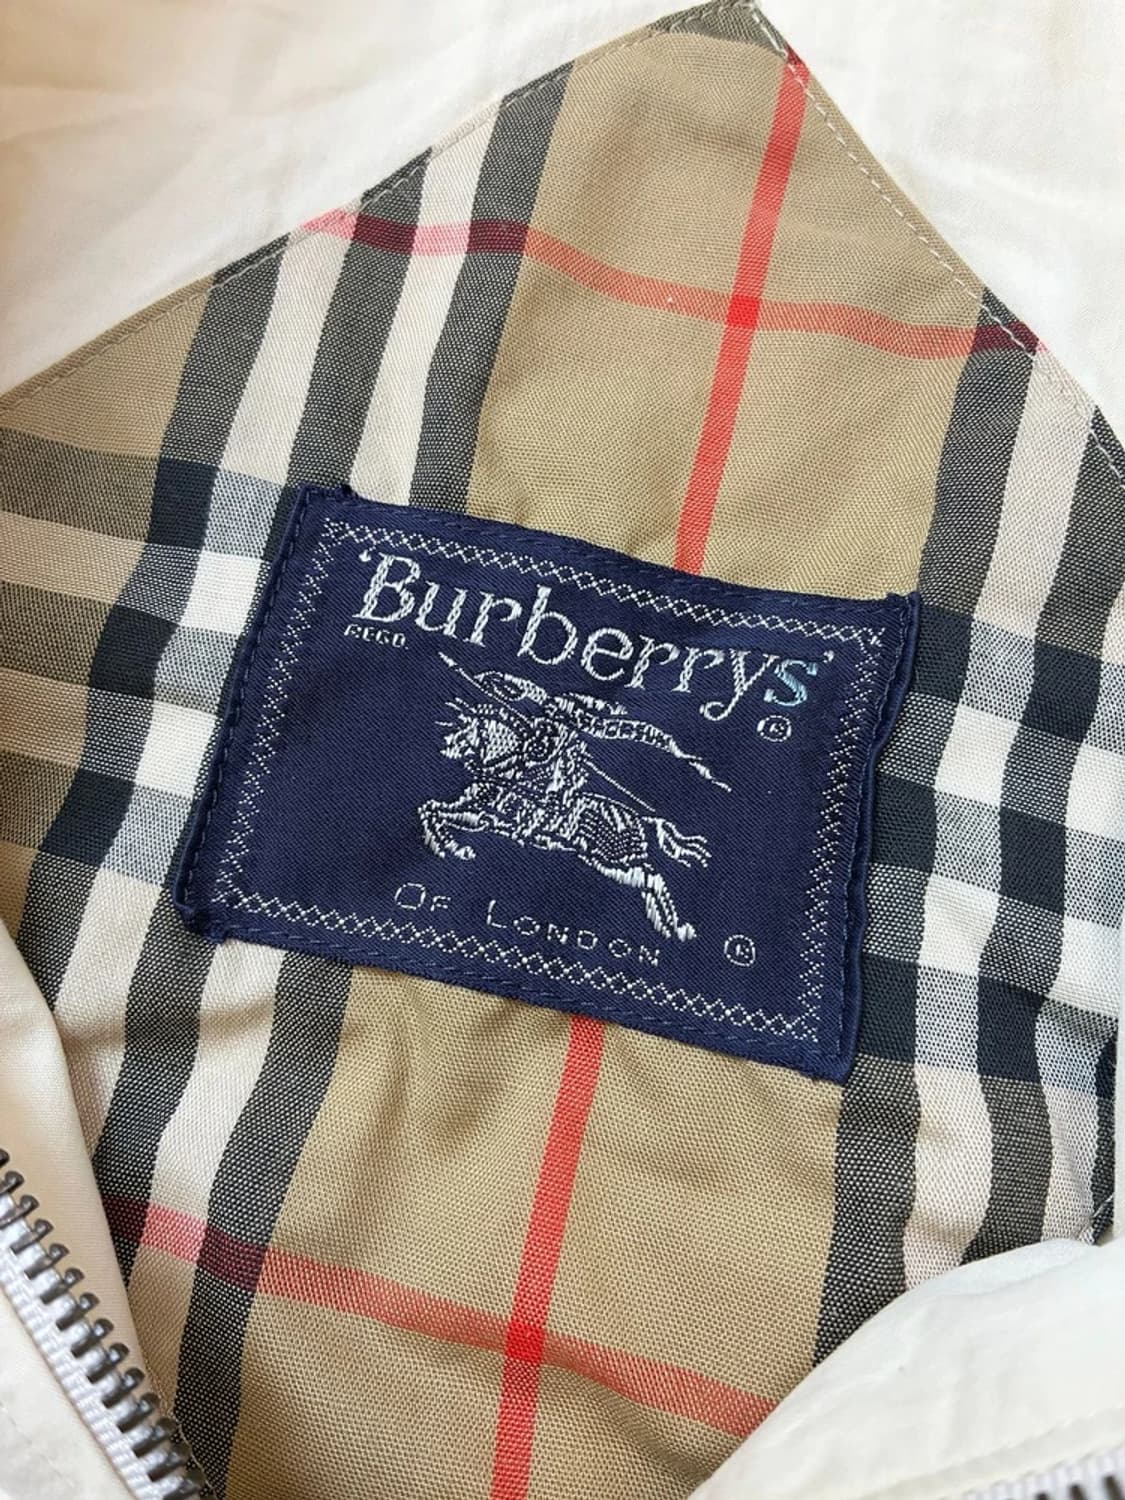 'Burberrys'
REGD. ®
OF LONDON ®